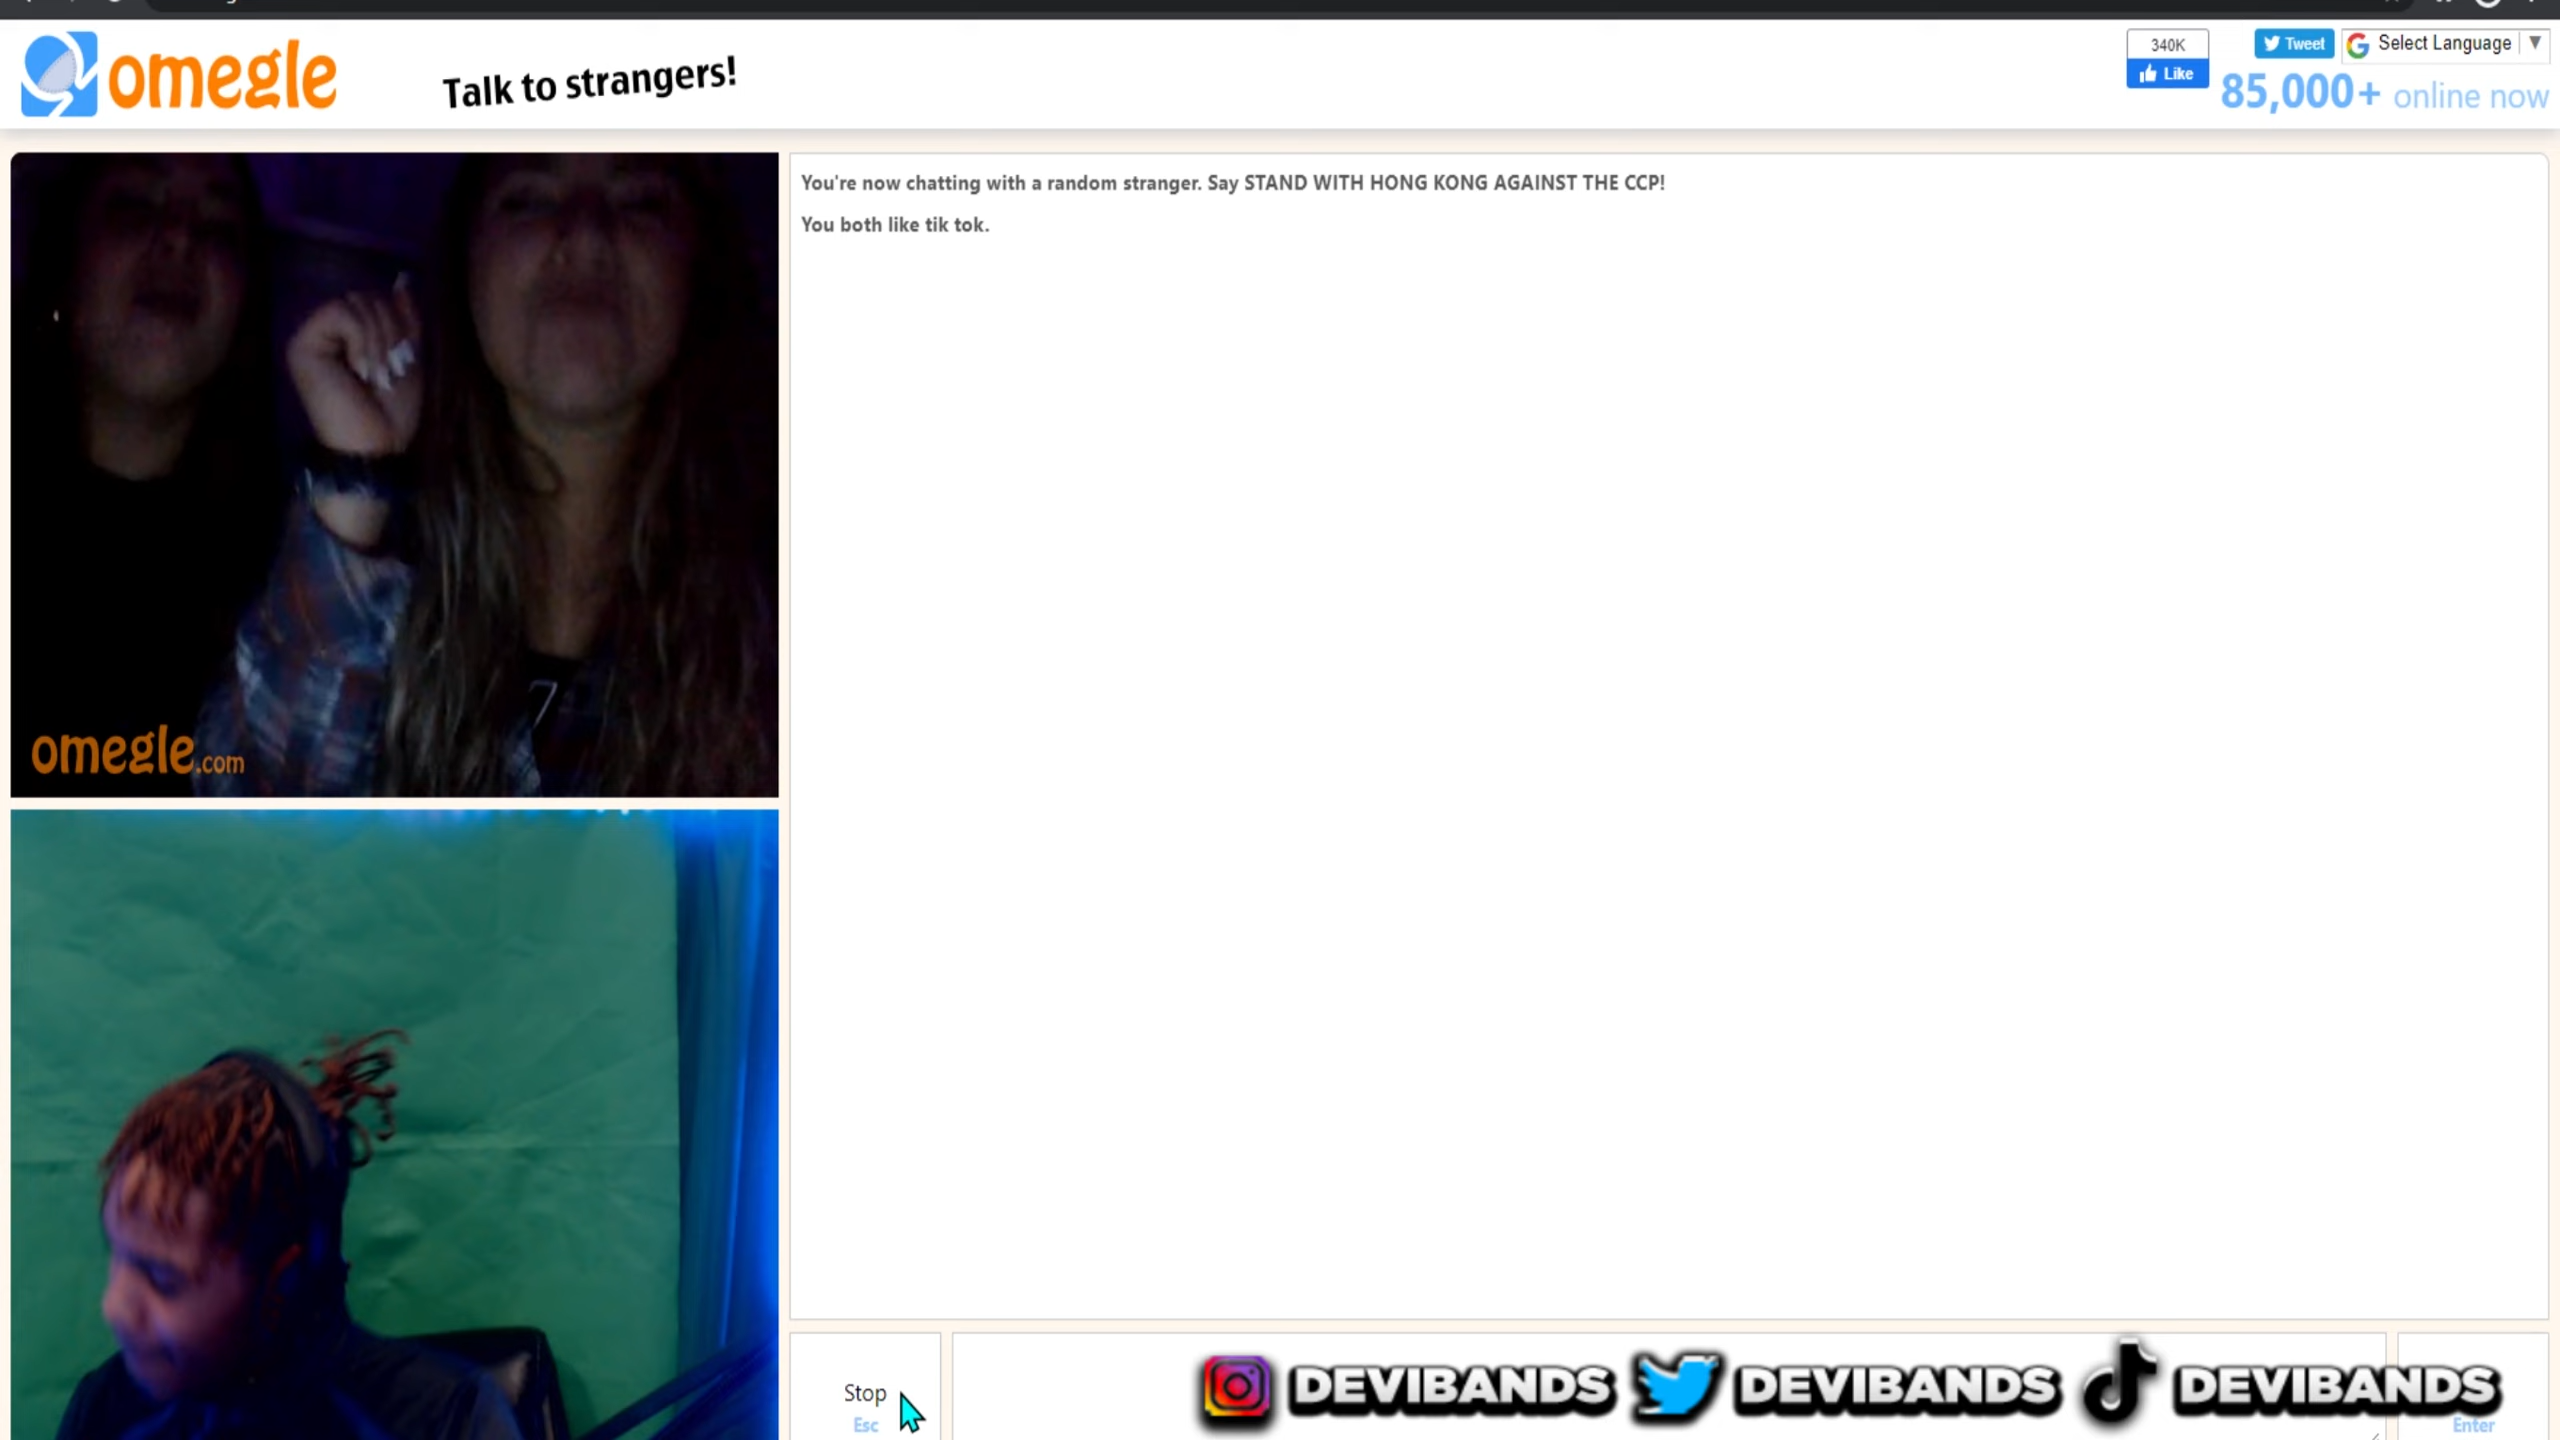 omegle
Talk to strangers!
340K
Like
Tweet
Select Language
85,000+ online now
You're now chatting with a random stranger. Say STAND WITH HONG KONG AGAINST THE CCP!
You both like tik tok.
7
omegle.com
Stop
Esc
DEVIBANDS DEVIBANDS DEVIBANDS
Enter